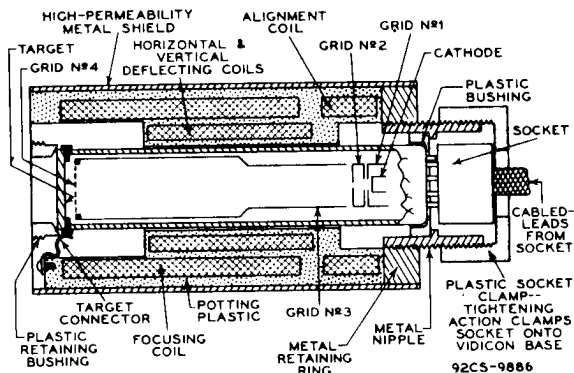 HIGH-PERMEABILITY
METAL SHIELD
TARGET
GRID Nº4
HORIZONTAL &
VERTICAL
DEFLECTING COILS
ALIGNMENT
COIL
GRID Nº2
GRID Nº1
CATHODE
PLASTIC
BUSHING
SOCKET
CABLED-
LEADS
FROM
SOCKET
PLASTIC SOCKET
CLAMP--
TIGHTENING
ACTION CLAMPS
SOCKET ONTO
VIDICON BASE
METAL
NIPPLE
METAL
RETAINING
RING
GRID Nº3
POTTING
PLASTIC
FOCUSING
COIL
TARGET
CONNECTOR
PLASTIC
RETAINING
BUSHING
92CS-9886